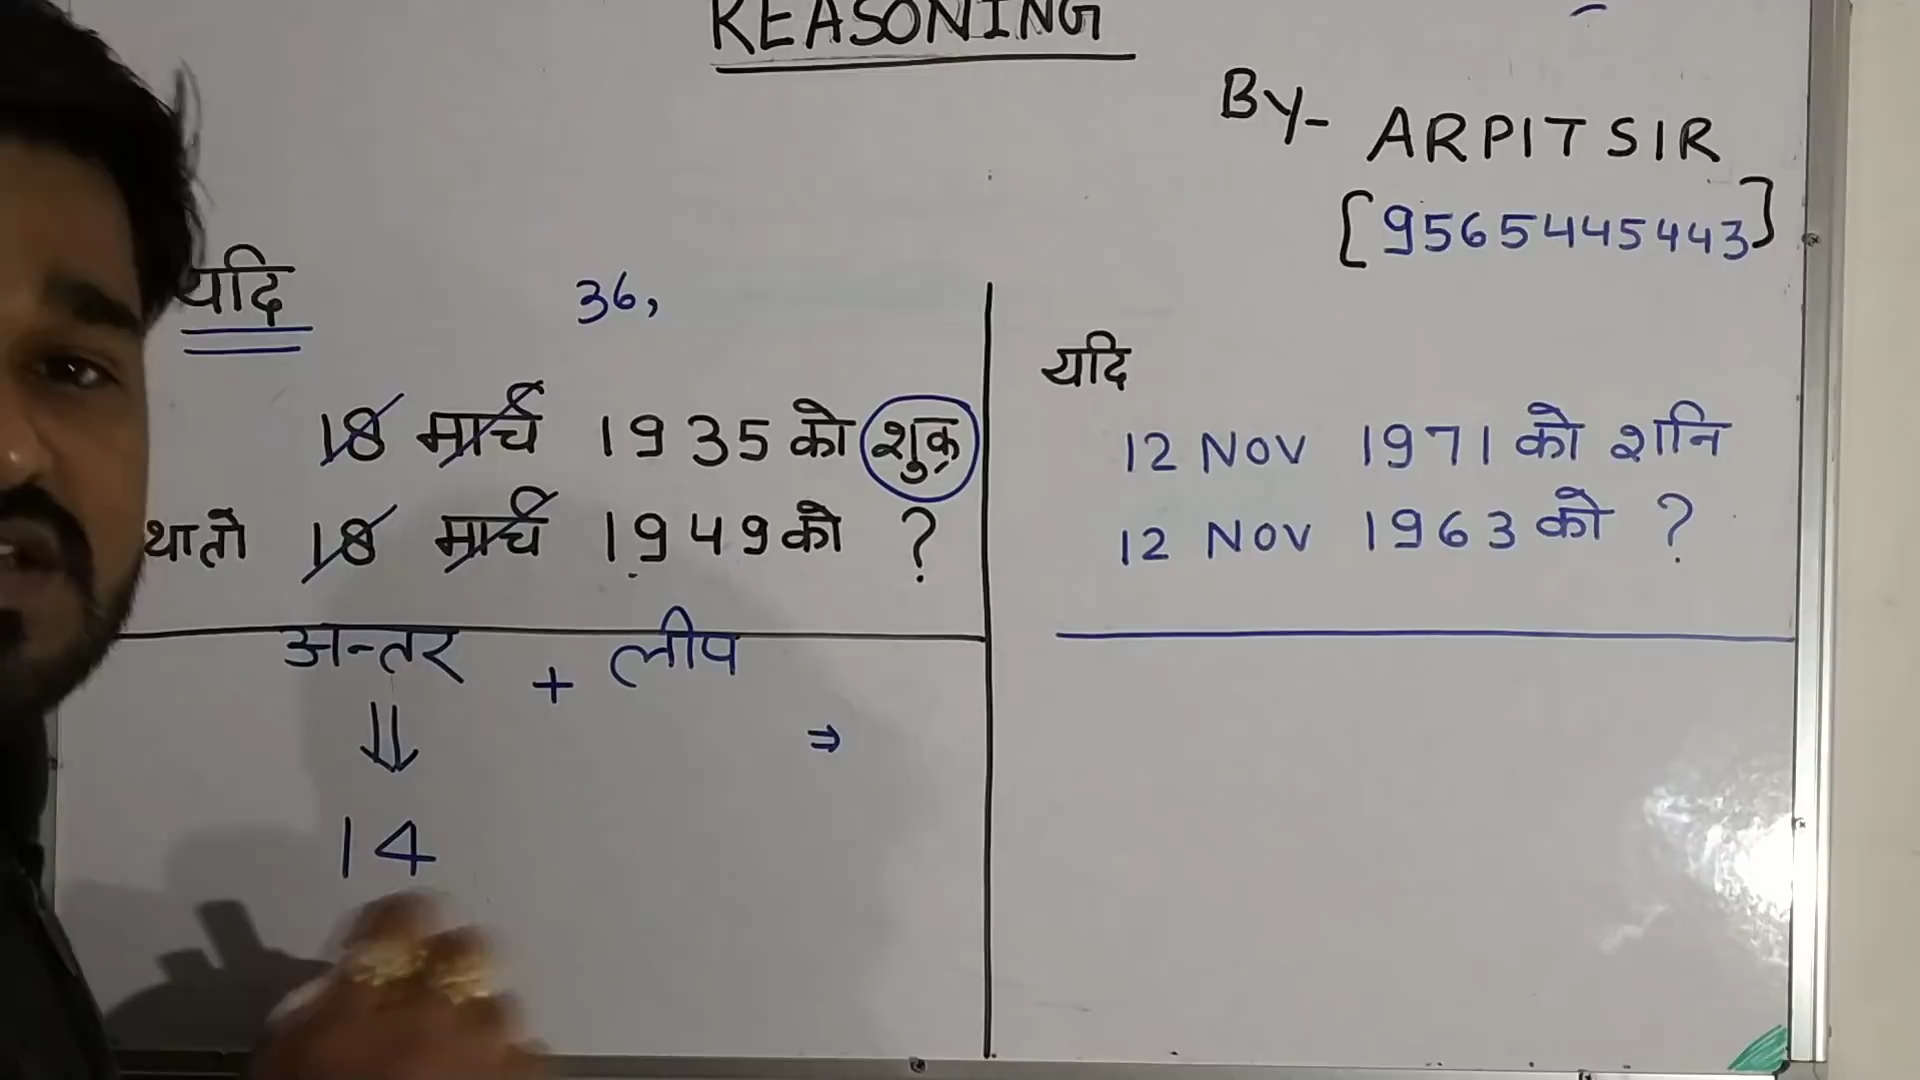 REASONING
By- ARPIT SIR
[9565445443]
यदि
36,
18 मार्च 1935 को शुक्र
था तो 18 मार्च 1949 को ?
अन्तर + लीप
⇓
⇒
14
यदि
12 NOV 1971 को शनि
12 NOV 1963 को ?